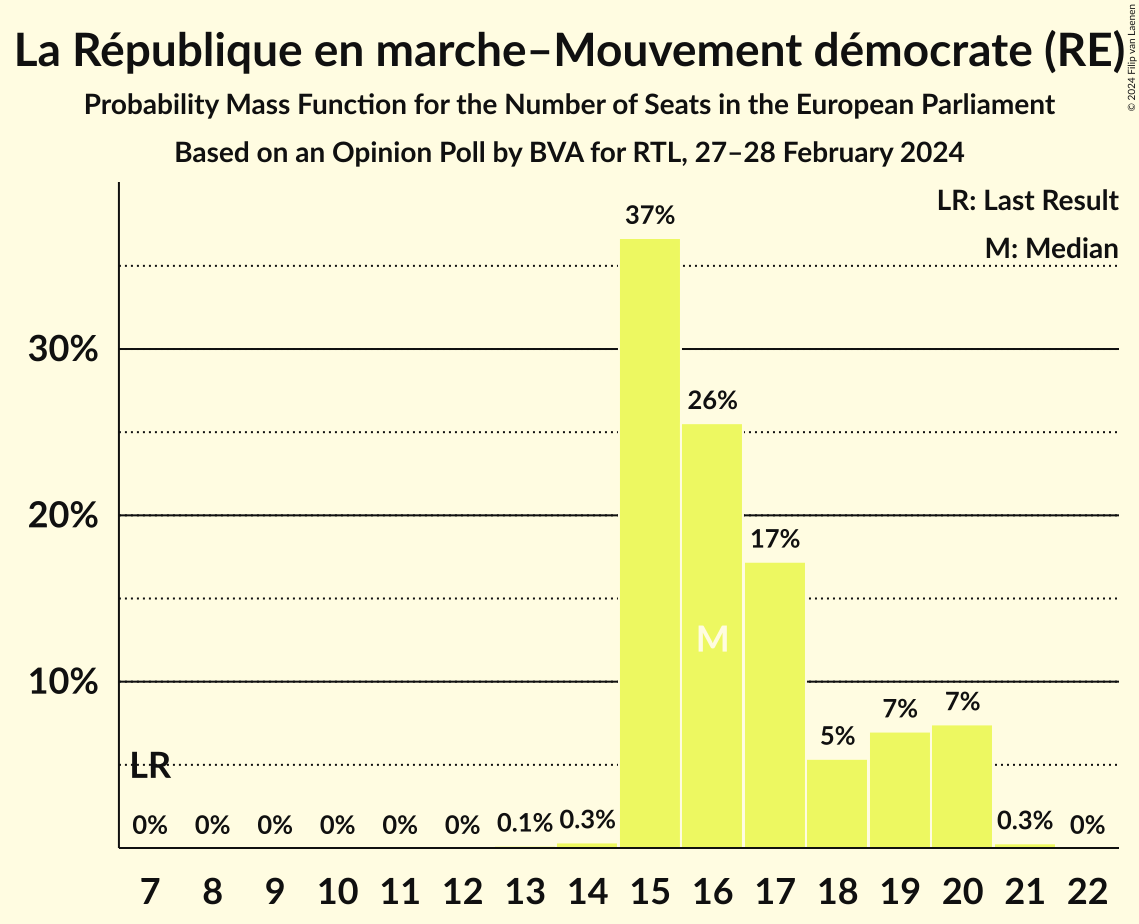 La République en marche–Mouvement démocrate (RE)
© 2024 Filip van Laenen
Probability Mass Function for the Number of Seats in the European Parliament
Based on an Opinion Poll by BVA for RTL, 27–28 February 2024
LR: Last Result
M: Median
37%
30%
26%
20%
17%
M
10%
7%
7%
5%
LR
0%
0%
0%
0%
0%
0%
0.1%
0.3%
0.3%
0%
7 8 9 10 11 12 13 14 15 16 17 18 19 20 21 22